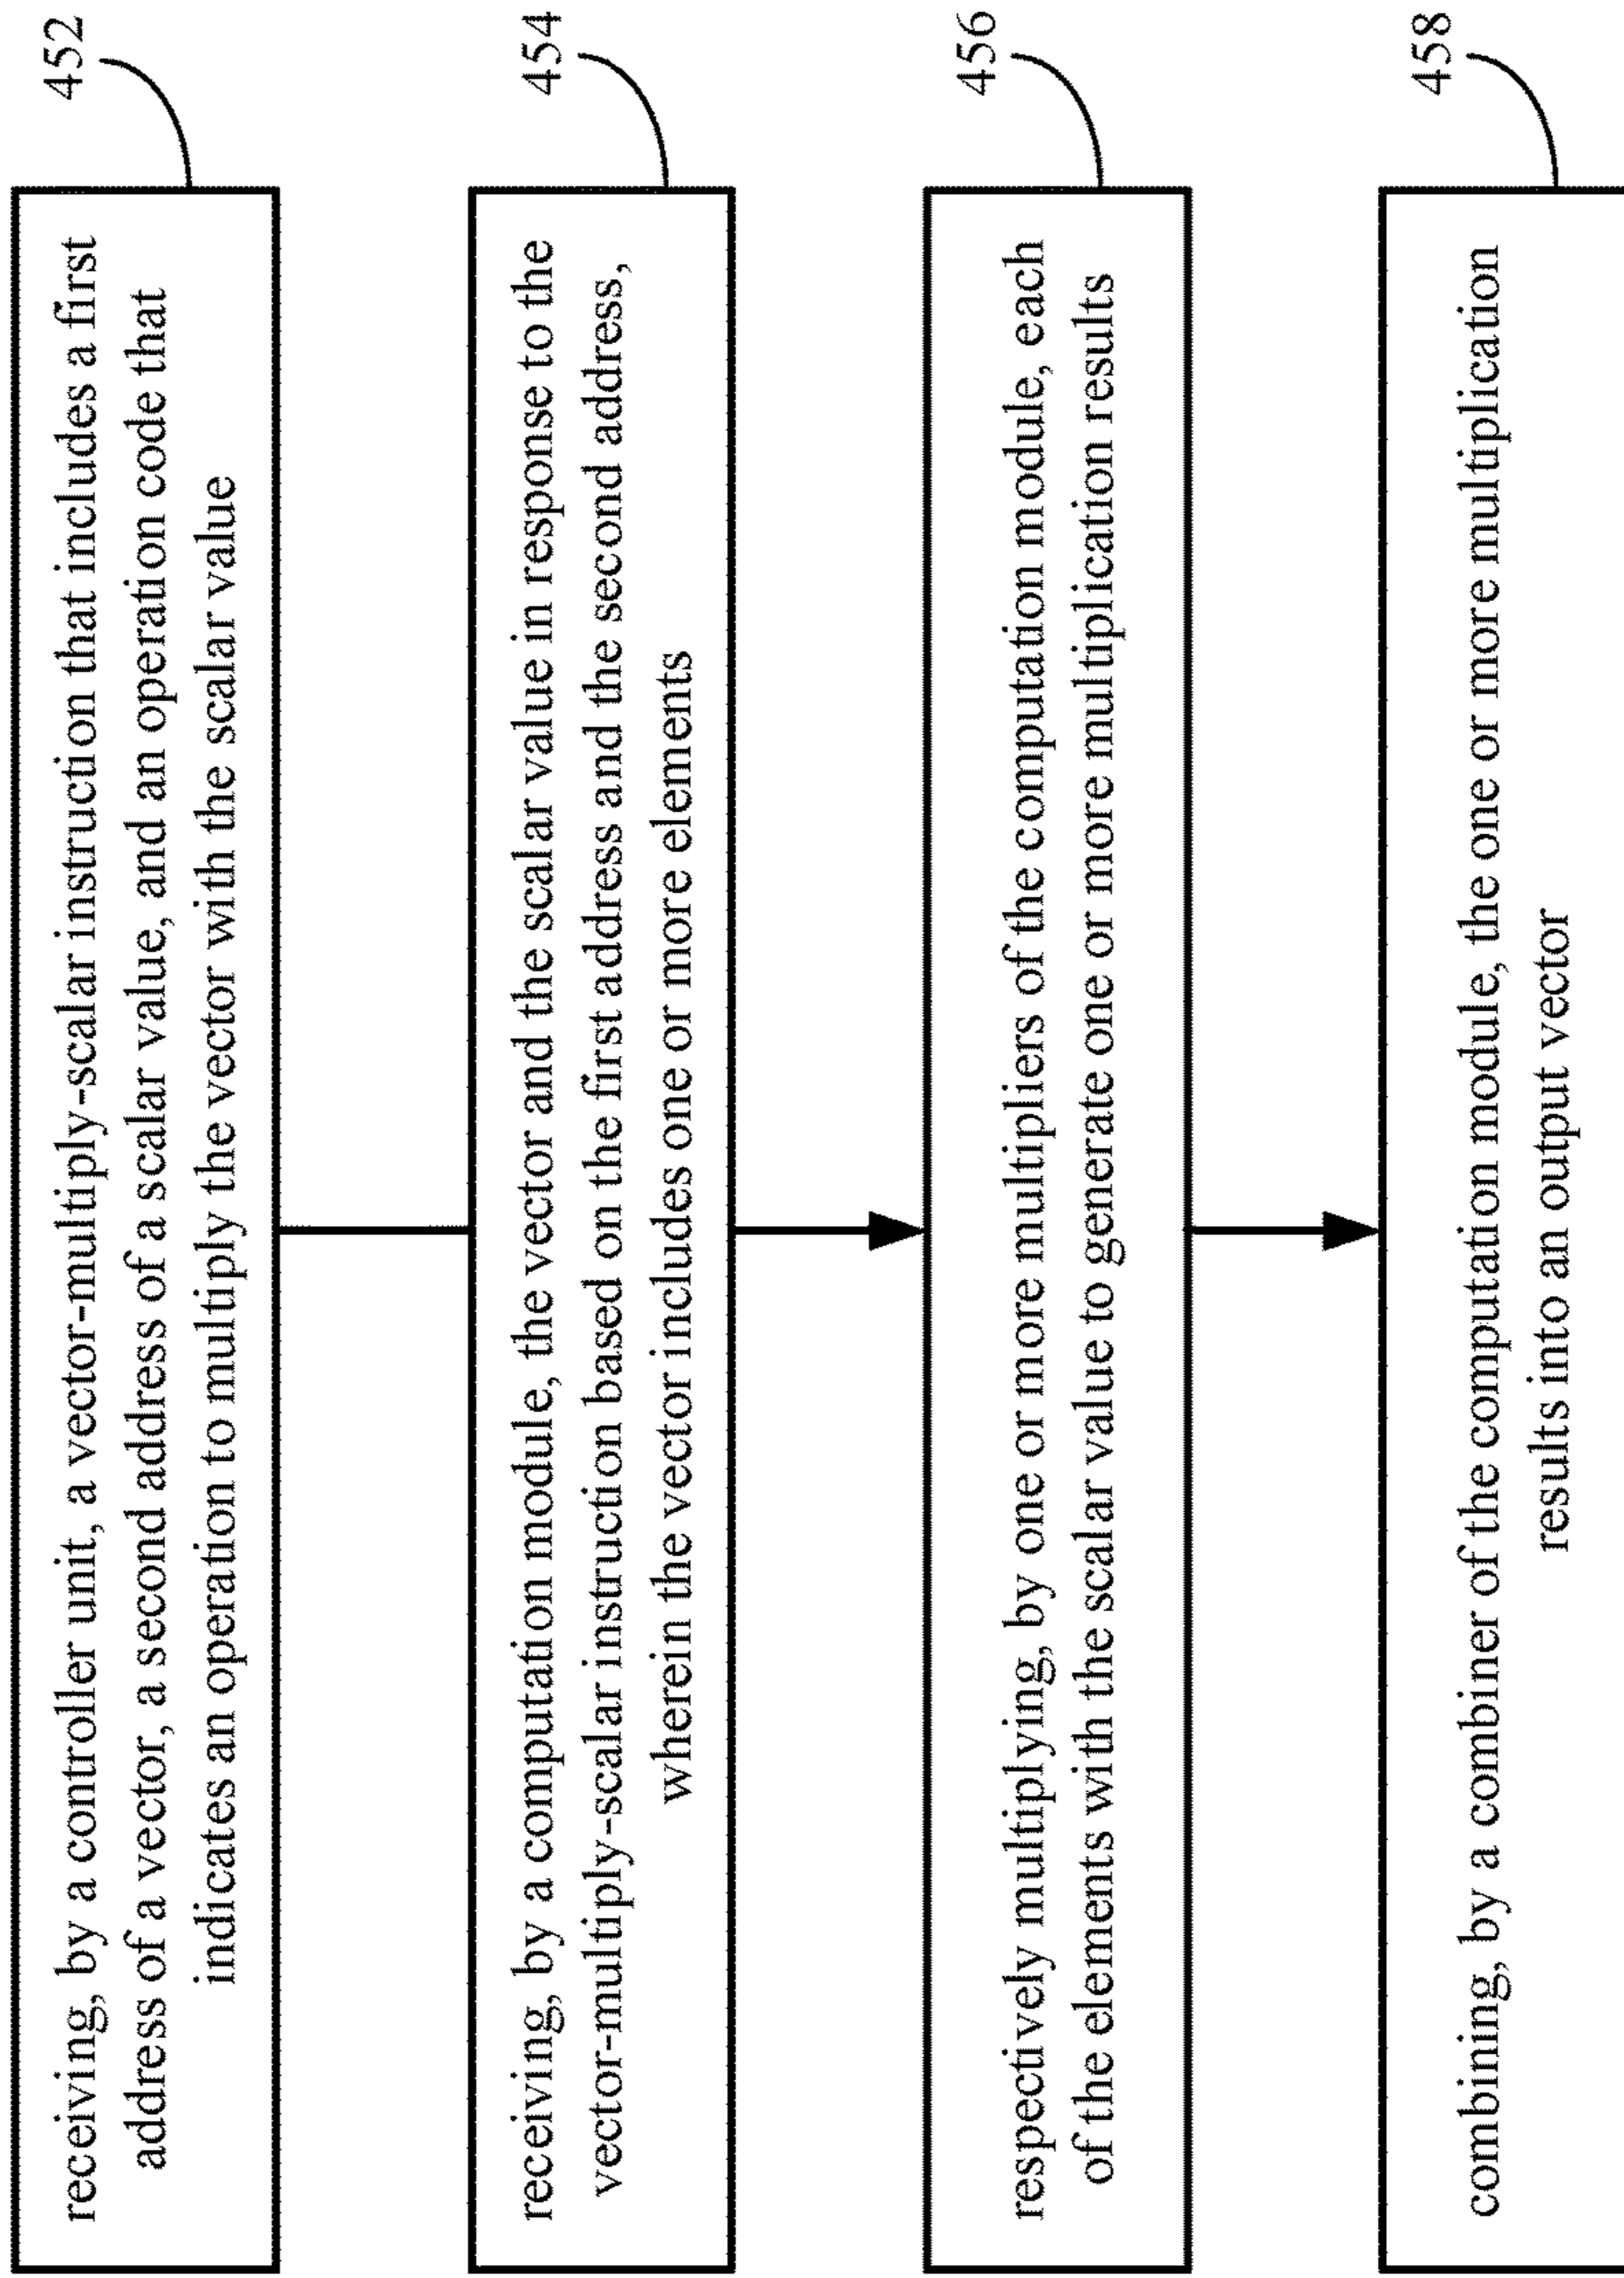 452
receiving, by a controller unit, a vector-multiply-scalar instruction that includes a first
address of a vector, a second address of a scalar value, and an operation code that
indicates an operation to multiply the vector with the scalar value
454
receiving, by a computation module, the vector and the scalar value in response to the
vector-multiply-scalar instruction based on the first address and the second address,
wherein the vector includes one or more elements
456
respectively multiplying, by one or more multipliers of the computation module, each
of the elements with the scalar value to generate one or more multiplication results
458
combining, by a combiner of the computation module, the one or more multiplication
results into an output vector